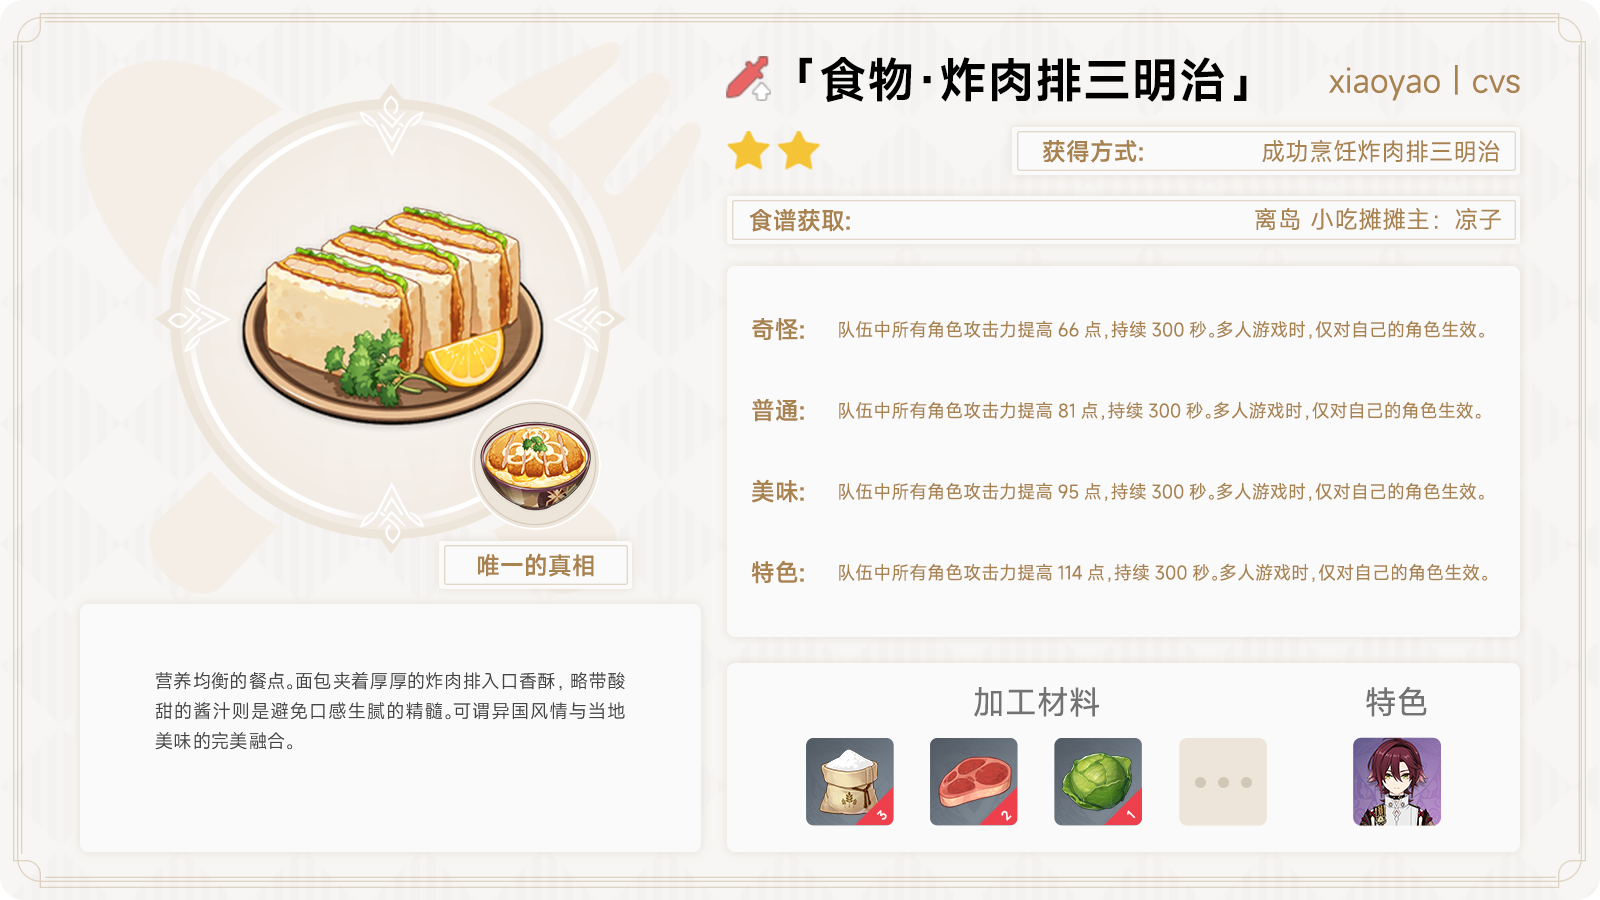 「食物·炸肉排三明治」
xiaoyao | cvs
获得方式: 成功烹饪炸肉排三明治
食谱获取: 离岛 小吃摊摊主：凉子
奇怪: 队伍中所有角色攻击力提高 66 点,持续 300 秒。多人游戏时,仅对自己的角色生效。
普通: 队伍中所有角色攻击力提高 81 点,持续 300 秒。多人游戏时,仅对自己的角色生效。
美味: 队伍中所有角色攻击力提高 95 点,持续 300 秒。多人游戏时,仅对自己的角色生效。
特色: 队伍中所有角色攻击力提高 114 点,持续 300 秒。多人游戏时,仅对自己的角色生效。
唯一的真相
营养均衡的餐点。面包夹着厚厚的炸肉排入口香酥，略带酸
甜的酱汁则是避免口感生腻的精髓。可谓异国风情与当地
美味的完美融合。
加工材料
特色
3
2
1